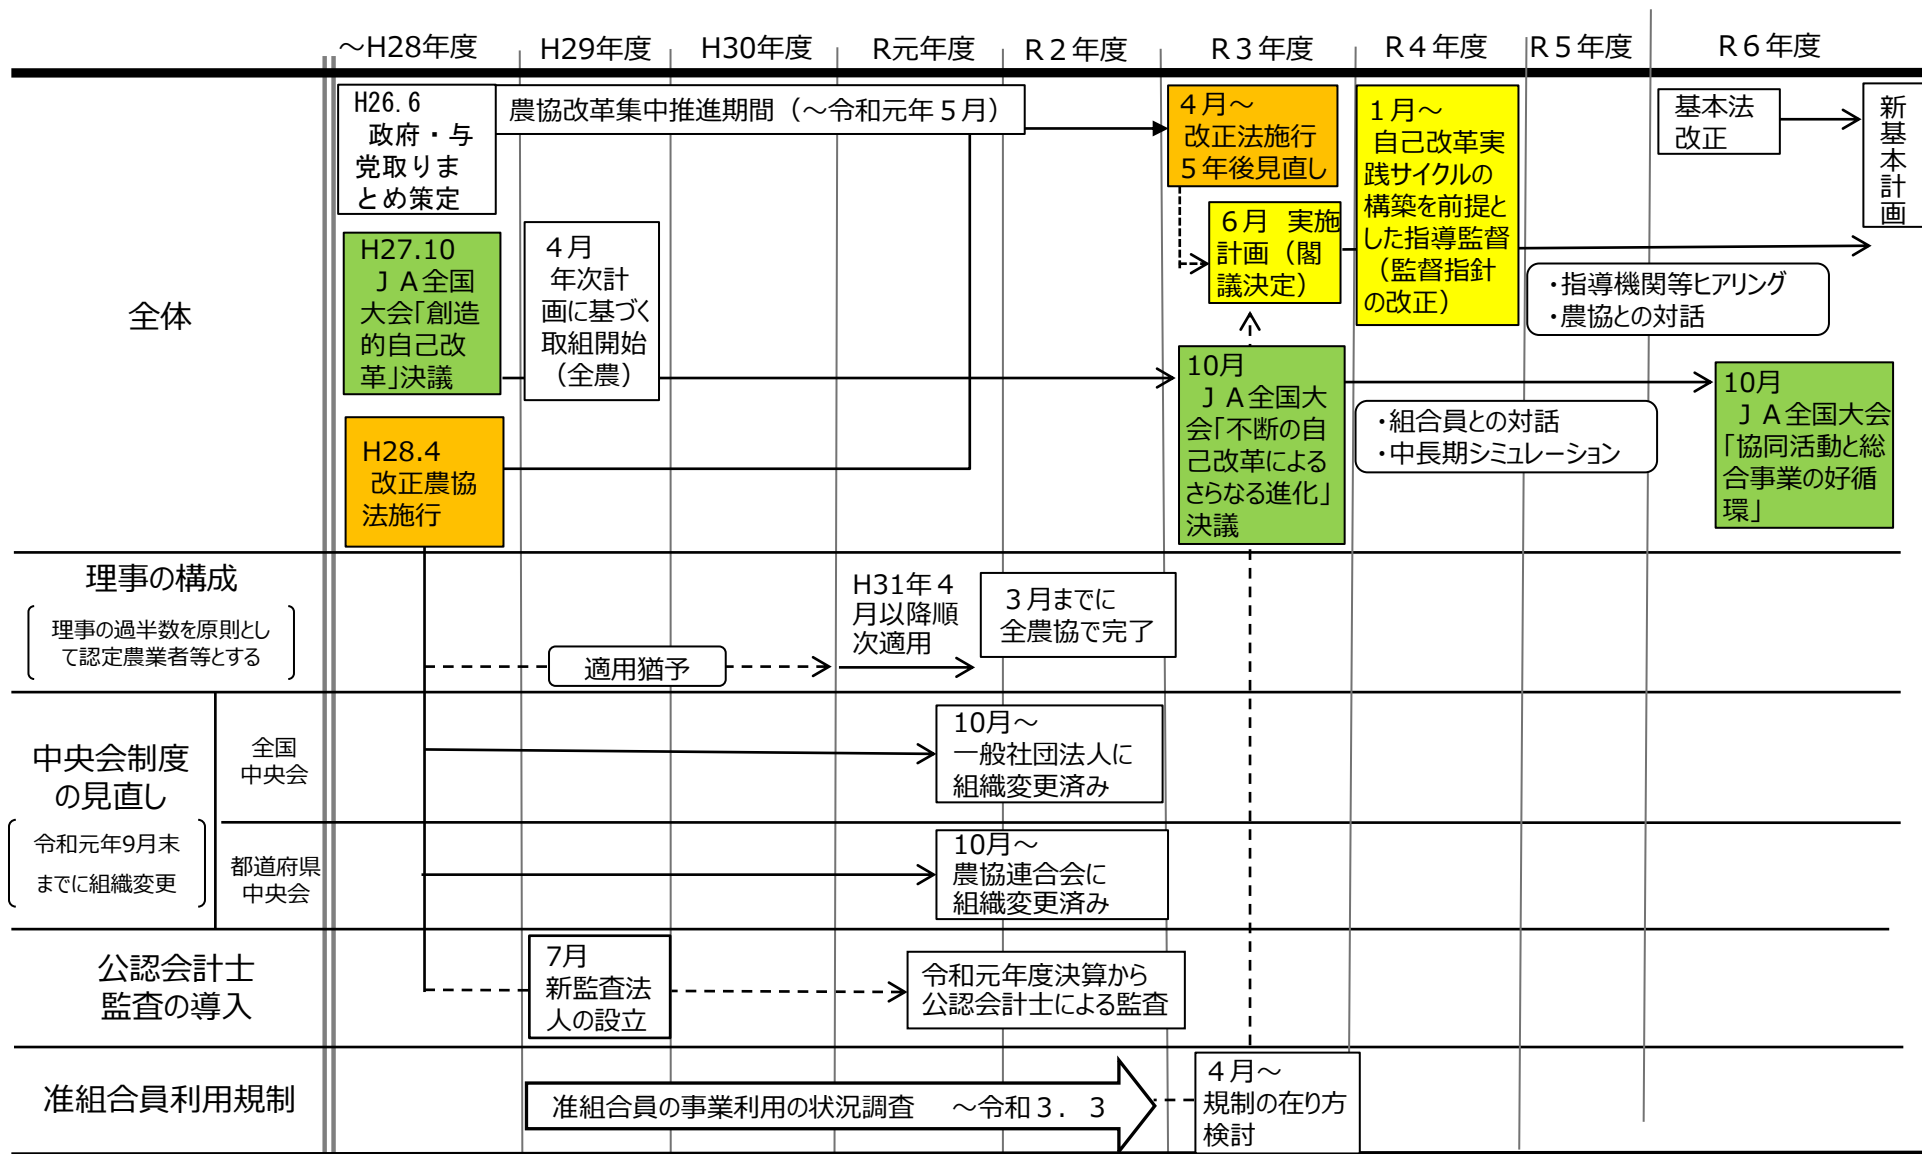 ～H28年度
H29年度
H30年度
R元年度
R２年度
R３年度
R４年度
R５年度
R６年度
全体
H26.6
政府・与
党取りま
とめ策定
農協改革集中推進期間（～令和元年５月）
４月～
改正法施行
５年後見直し
１月～
自己改革実
践サイクルの
構築を前提と
した指導監督
（監督指針
の改正）
基本法
改正
新
基
本
計
画
６月　実施
計画（閣
議決定）
H27.10
ＪＡ全国
大会「創造
的自己改
革」決議
４月
年次計
画に基づく
取組開始
（全農）
・指導機関等ヒアリング
・農協との対話
10月
ＪＡ全国大
会「不断の自
己改革による
さらなる進化」
決議
・組合員との対話
・中長期シミュレーション
10月
ＪＡ全国大会
「協同活動と総
合事業の好循
環」
H28.4
改正農協
法施行
理事の構成
理事の過半数を原則とし
て認定農業者等とする
適用猶予
H31年４
月以降順
次適用
３月までに
全農協で完了
中央会制度
の見直し
令和元年9月末
までに組織変更
全国
中央会
10月～
一般社団法人に
組織変更済み
都道府県
中央会
10月～
農協連合会に
組織変更済み
公認会計士
監査の導入
7月
新監査法
人の設立
令和元年度決算から
公認会計士による監査
准組合員利用規制
准組合員の事業利用の状況調査　～令和３．３
４月～
規制の在り方
検討